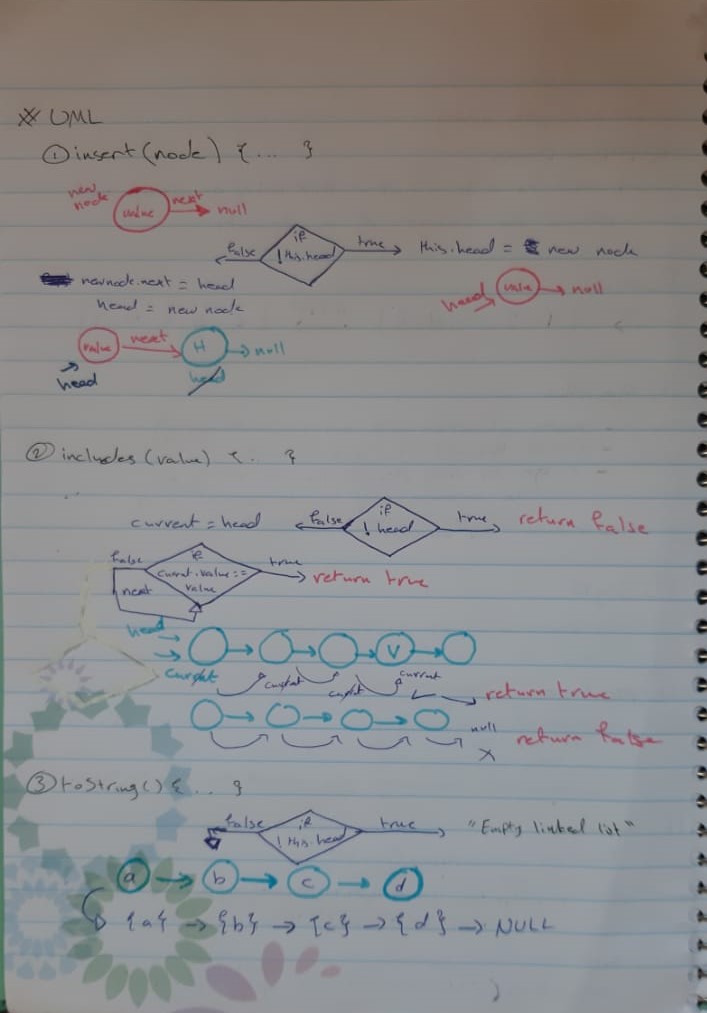 ※ UML
① insert(node) { ... }
new node value next null
if !this.head
false true this.head = new node
newnode.next = head
head = new node
head value null
value next H null
head head
② includes(value) { .. }
current = head false if ! head true return false
false if current.value == value true return true
next
head
current V
current current current return true
null return false
X
③ toString() { ... }
false if !this.head true "Empty linked list"
a b c d
{a} → {b} → {c} → {d} → NULL